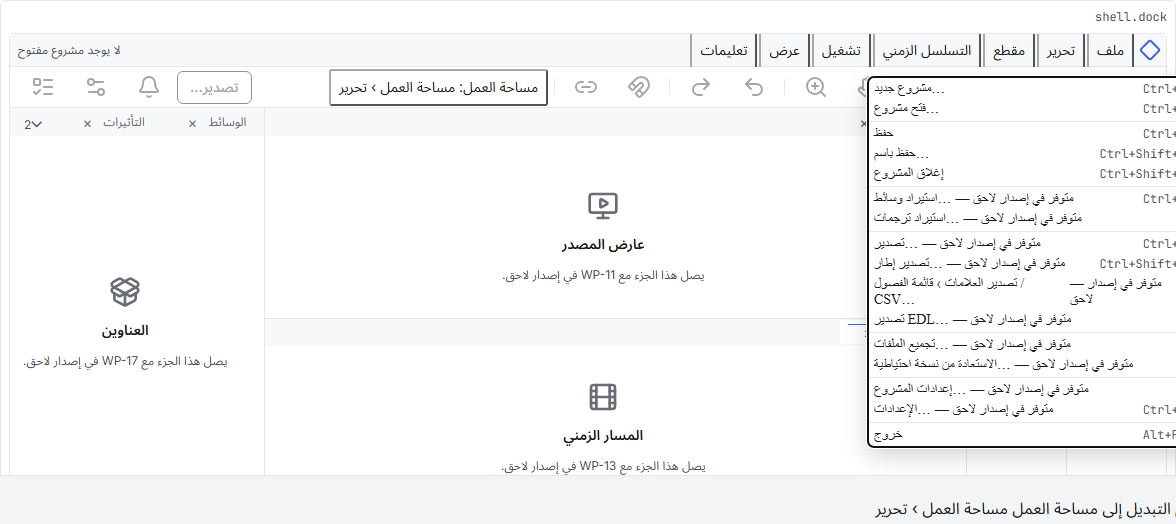 shell.dock
ملف
تحرير
مقطع
التسلسل الزمني
تشغيل
عرض
تعليمات
لا يوجد مشروع مفتوح
مساحة العمل: مساحة العمل › تحرير
تصدير...
مشروع جديد... Ctrl+
فتح مشروع... Ctrl+
حفظ Ctrl+
حفظ باسم... Ctrl+Shift+
إغلاق المشروع Ctrl+Shift+
استيراد وسائط... — متوفر في إصدار لاحق Ctrl+
استيراد ترجمات... — متوفر في إصدار لاحق
تصدير... — متوفر في إصدار لاحق Ctrl+
تصدير إطار... — متوفر في إصدار لاحق Ctrl+Shift+
تصدير العلامات › قائمة الفصول / CSV... — متوفر في إصدار لاحق
تصدير EDL... — متوفر في إصدار لاحق
تجميع الملفات... — متوفر في إصدار لاحق
الاستعادة من نسخة احتياطية... — متوفر في إصدار لاحق
إعدادات المشروع... — متوفر في إصدار لاحق
الإعدادات... — متوفر في إصدار لاحق Ctrl+
خروج Alt+F
الوسائط ×
التأثيرات ×
2
عارض المصدر
يصل هذا الجزء مع WP-11 في إصدار لاحق.
العناوين
يصل هذا الجزء مع WP-17 في إصدار لاحق.
المسار الزمني
يصل هذا الجزء مع WP-13 في إصدار لاحق.
التبديل إلى مساحة العمل مساحة العمل › تحرير